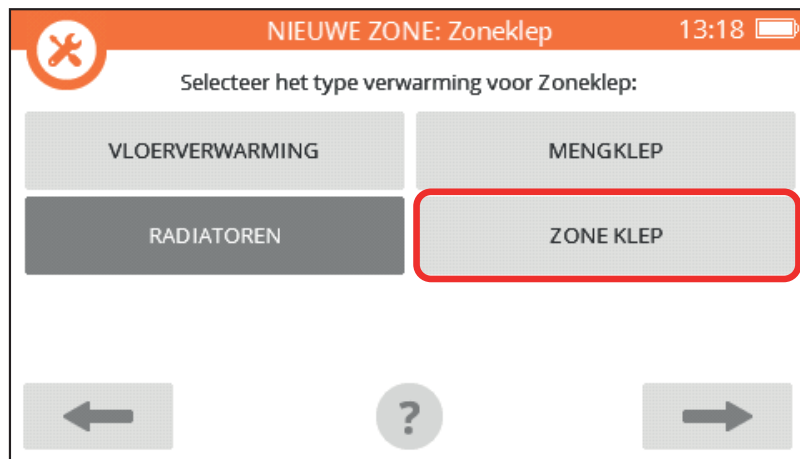 NIEUWE ZONE: Zoneklep 13:18
Selecteer het type verwarming voor Zoneklep:
VLOERVERWARMING MENGKLEP
RADIATOREN ZONE KLEP
?